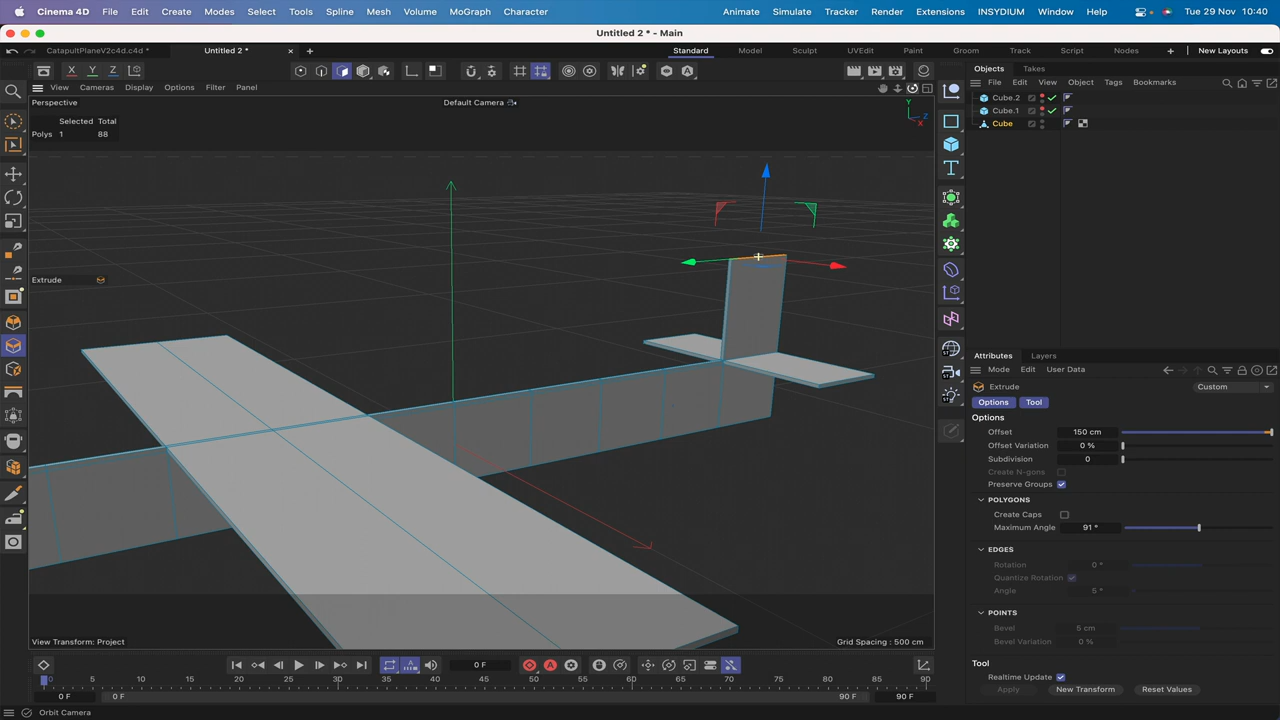 Cinema 4D File Edit Create Modes Select Tools Spline Mesh Volume MoGraph Character Animate Simulate Tracker Render Extensions INSYDIUM Window Help Tue 29 Nov 10:40
Untitled 2 * - Main
CatapultPlaneV2c4d.c4d * Untitled 2 * Standard Model Sculpt UVEdit Paint Groom Track Script Nodes New Layouts
X Y Z
Objects Takes
View Cameras Display Options Filter Panel
File Edit View Object Tags Bookmarks
Perspective Default Camera
Y Z X
Selected Total
Polys 1 88
Cube.2
Cube.1
Cube
Extrude
Attributes Layers
Mode Edit User Data
Extrude Custom
Options Tool
Options
Offset 150 cm
Offset Variation 0 %
Subdivision 0
Create N-gons
Preserve Groups
POLYGONS
Create Caps
Maximum Angle 91 °
EDGES
Rotation 0 °
Quantize Rotation
Angle 5 °
POINTS
Bevel 5 cm
Bevel Variation 0 %
View Transform: Project Grid Spacing : 500 cm
Tool
Realtime Update
Apply New Transform Reset Values
0 F
0 5 10 15 20 25 30 35 40 45 50 55 60 65 70 75 80 85 90
0 F 0 F 90 F 90 F
Orbit Camera